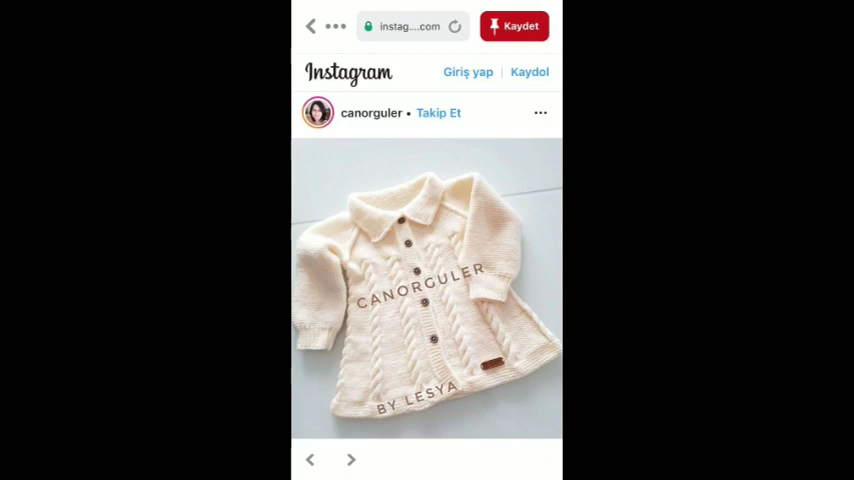 instag....com
Kaydet
Instagram
Giriş yap | Kaydol
canorguler • Takip Et
CANORGULER
BY LESYA